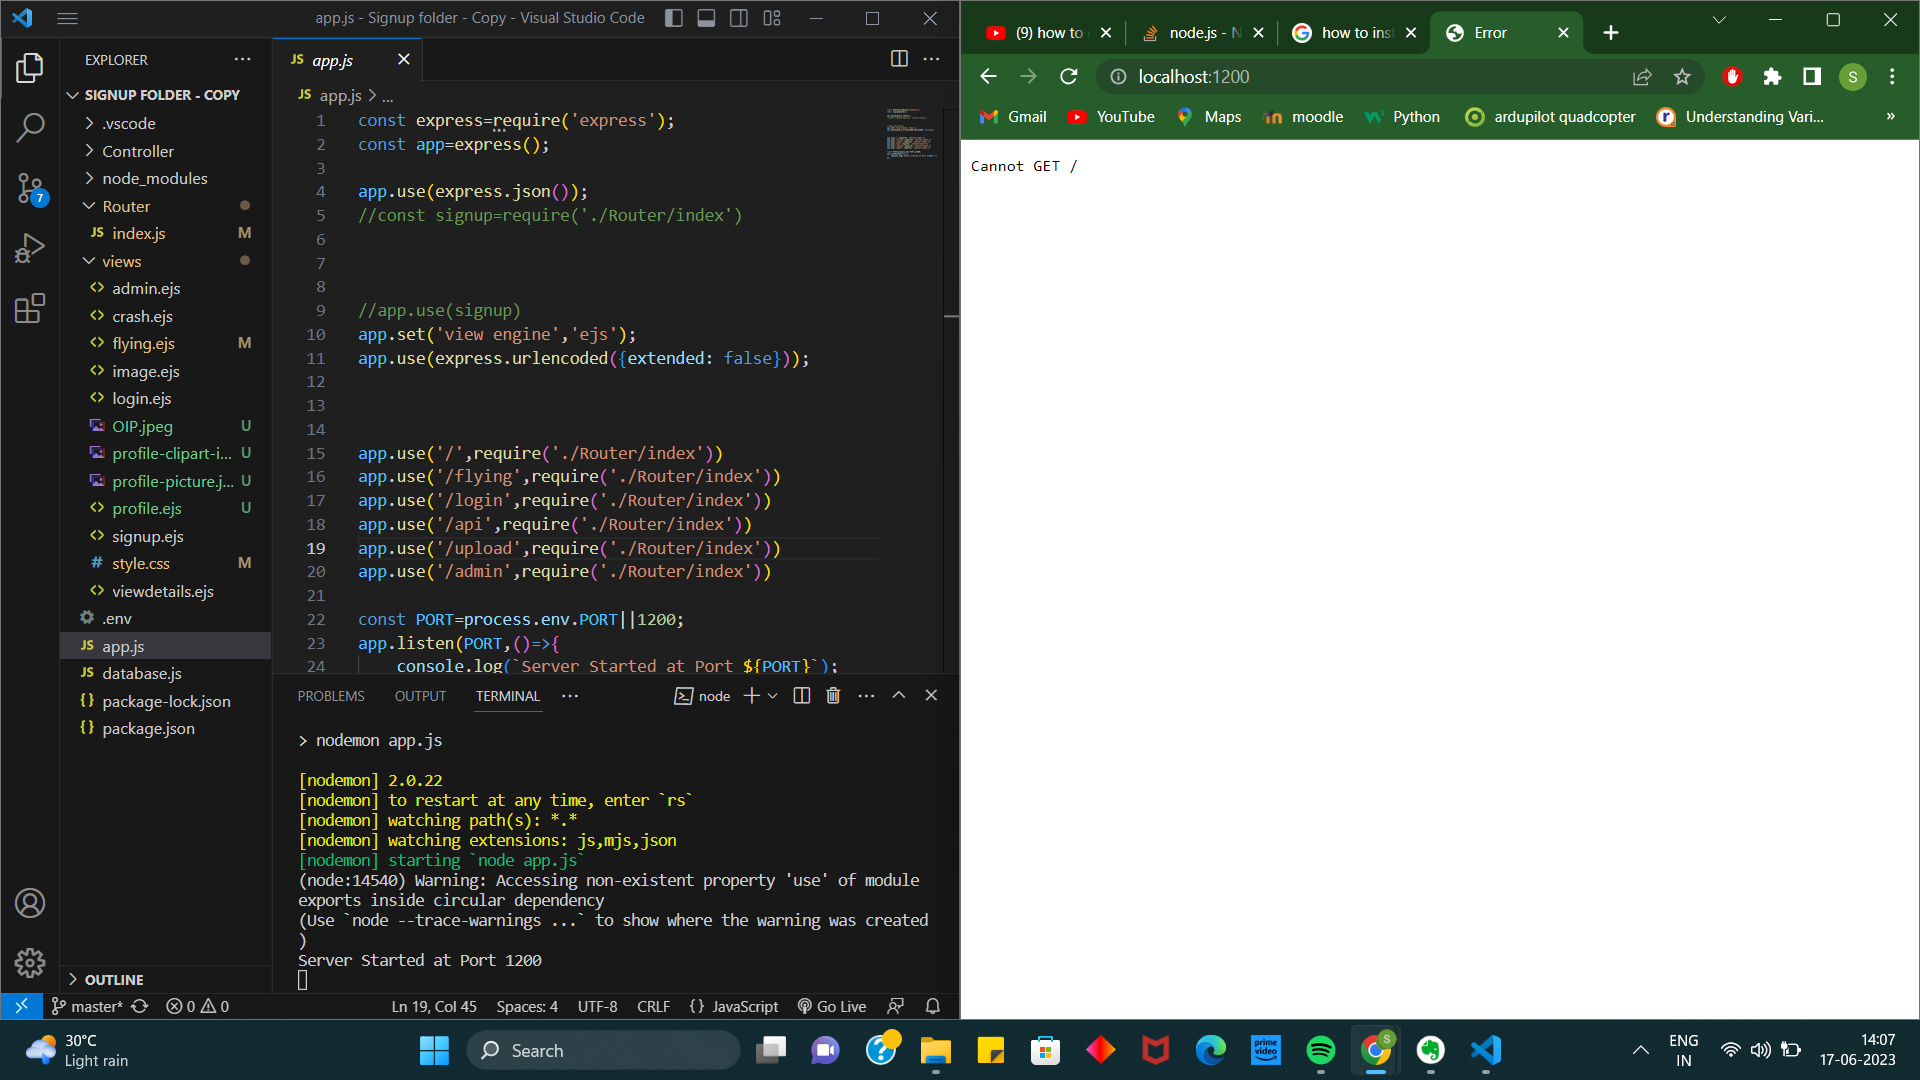 app.js - Signup folder - Copy - Visual Studio Code
EXPLORER
SIGNUP FOLDER - COPY
.vscode
Controller
node_modules
Router
index.js M
views
admin.ejs
crash.ejs
flying.ejs M
image.ejs
login.ejs
OIP.jpeg U
profile-clipart-i... U
profile-picture.j... U
profile.ejs U
signup.ejs
style.css M
viewdetails.ejs
.env
app.js
database.js
package-lock.json
package.json
OUTLINE
7
JS app.js
JS app.js > ...
1 const express=require('express');
2 const app=express();
3
4 app.use(express.json());
5 //const signup=require('./Router/index')
6
7
8
9 //app.use(signup)
10 app.set('view engine','ejs');
11 app.use(express.urlencoded({extended: false}));
12
13
14
15 app.use('/',require('./Router/index'))
16 app.use('/flying',require('./Router/index'))
17 app.use('/login',require('./Router/index'))
18 app.use('/api',require('./Router/index'))
19 app.use('/upload',require('./Router/index'))
20 app.use('/admin',require('./Router/index'))
21
22 const PORT=process.env.PORT||1200;
23 app.listen(PORT,()=>{
24 console.log(`Server Started at Port ${PORT}`);
PROBLEMS OUTPUT TERMINAL ··· node
> nodemon app.js
[nodemon] 2.0.22
[nodemon] to restart at any time, enter `rs`
[nodemon] watching path(s): *.*
[nodemon] watching extensions: js,mjs,json
[nodemon] starting `node app.js`
(node:14540) Warning: Accessing non-existent property 'use' of module
exports inside circular dependency
(Use `node --trace-warnings ...` to show where the warning was created
)
Server Started at Port 1200
master* 0 0 Ln 19, Col 45 Spaces: 4 UTF-8 CRLF {} JavaScript Go Live
(9) how to node.js - N how to inst Error
localhost:1200 S
Gmail YouTube Maps moodle Python ardupilot quadcopter Understanding Vari... »
Cannot GET /
30°C
Light rain
Search
prime video
ENG
IN
14:07
17-06-2023